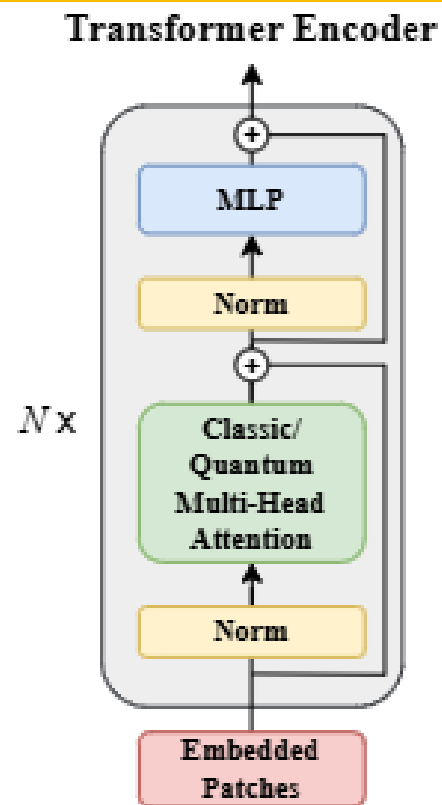 Transformer Encoder
+
MLP
Norm
+
N x
Classic/
Quantum
Multi-Head
Attention
Norm
Embedded
Patches